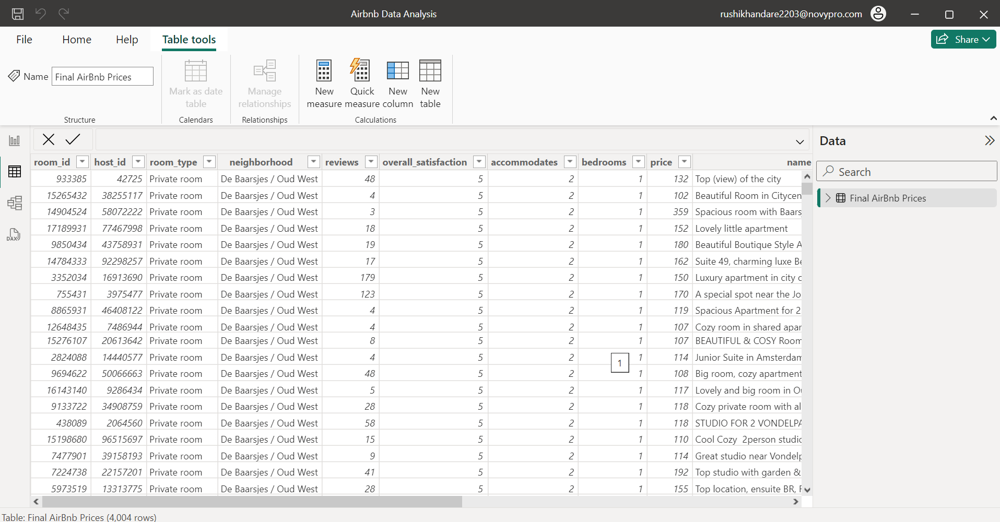 Airbnb Data Analysis rushikhandare2203@novypro.com
File Home Help Table tools Share
Name Final AirBnb Prices
Mark as date table
Manage relationships
New measure
Quick measure
New column
New table
Structure Calendars Relationships Calculations
Data
Search
Final AirBnb Prices
DAX
room_id host_id room_type neighborhood reviews overall_satisfaction accommodates bedrooms price name
933385 42725 Private room De Baarsjes / Oud West 48 5 2 1 132 Top (view) of the city
15265432 38255117 Private room De Baarsjes / Oud West 4 5 2 1 102 Beautiful Room in Citycen
14904524 58072222 Private room De Baarsjes / Oud West 3 5 2 1 359 Spacious room with Baars
17189931 77467998 Private room De Baarsjes / Oud West 18 5 2 1 152 Lovely little apartment
9850434 43758931 Private room De Baarsjes / Oud West 19 5 2 1 180 Beautiful Boutique Style A
14784333 92298257 Private room De Baarsjes / Oud West 17 5 2 1 162 Suite 49, charming luxe Be
3352034 16913690 Private room De Baarsjes / Oud West 179 5 2 1 150 Luxury apartment in city c
755431 3975477 Private room De Baarsjes / Oud West 123 5 2 1 170 A special spot near the Jo
8865931 46408122 Private room De Baarsjes / Oud West 4 5 2 1 119 Spacious Apartment for 2
12648435 7486944 Private room De Baarsjes / Oud West 4 5 2 1 107 Cozy room in shared apar
15276107 20613642 Private room De Baarsjes / Oud West 8 5 2 1 107 BEAUTIFUL & COSY Room
2824088 14440577 Private room De Baarsjes / Oud West 4 5 2 1 114 Junior Suite in Amsterdam
1
9694622 50066663 Private room De Baarsjes / Oud West 48 5 2 1 108 Big room, cozy apartment
16143140 9286434 Private room De Baarsjes / Oud West 5 5 2 1 117 Lovely and big room in Ou
9133722 34908759 Private room De Baarsjes / Oud West 28 5 2 1 118 Cozy private room with al
438089 2064560 Private room De Baarsjes / Oud West 58 5 2 1 118 STUDIO FOR 2 VONDELPA
15198680 96515697 Private room De Baarsjes / Oud West 15 5 2 1 110 Cool Cozy 2person studio
7477901 39158193 Private room De Baarsjes / Oud West 9 5 2 1 114 Great studio near Vondelp
7224738 22157201 Private room De Baarsjes / Oud West 41 5 2 1 192 Top studio with garden &
5973519 13313775 Private room De Baarsjes / Oud West 28 5 2 1 155 Top location, ensuite BR, F
Table: Final AirBnb Prices (4,004 rows)